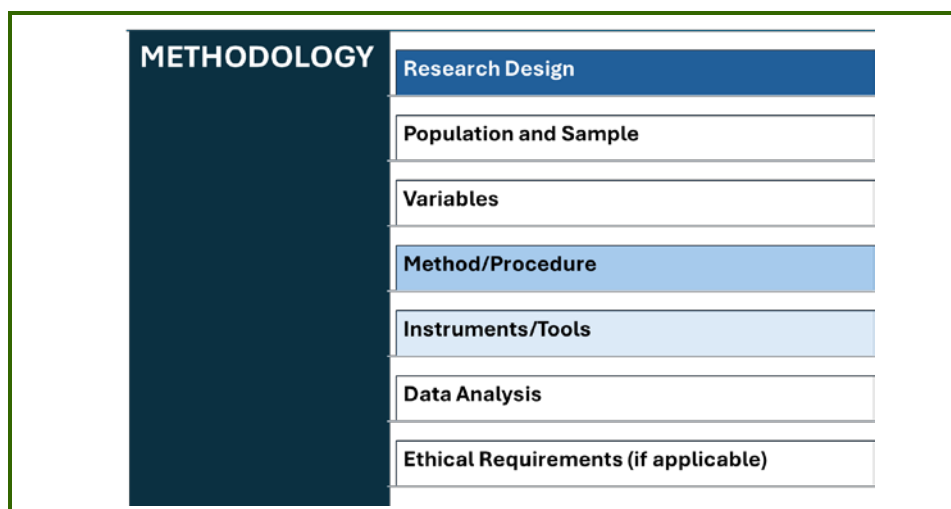 METHODOLOGY
Research Design
Population and Sample
Variables
Method/Procedure
Instruments/Tools
Data Analysis
Ethical Requirements (if applicable)